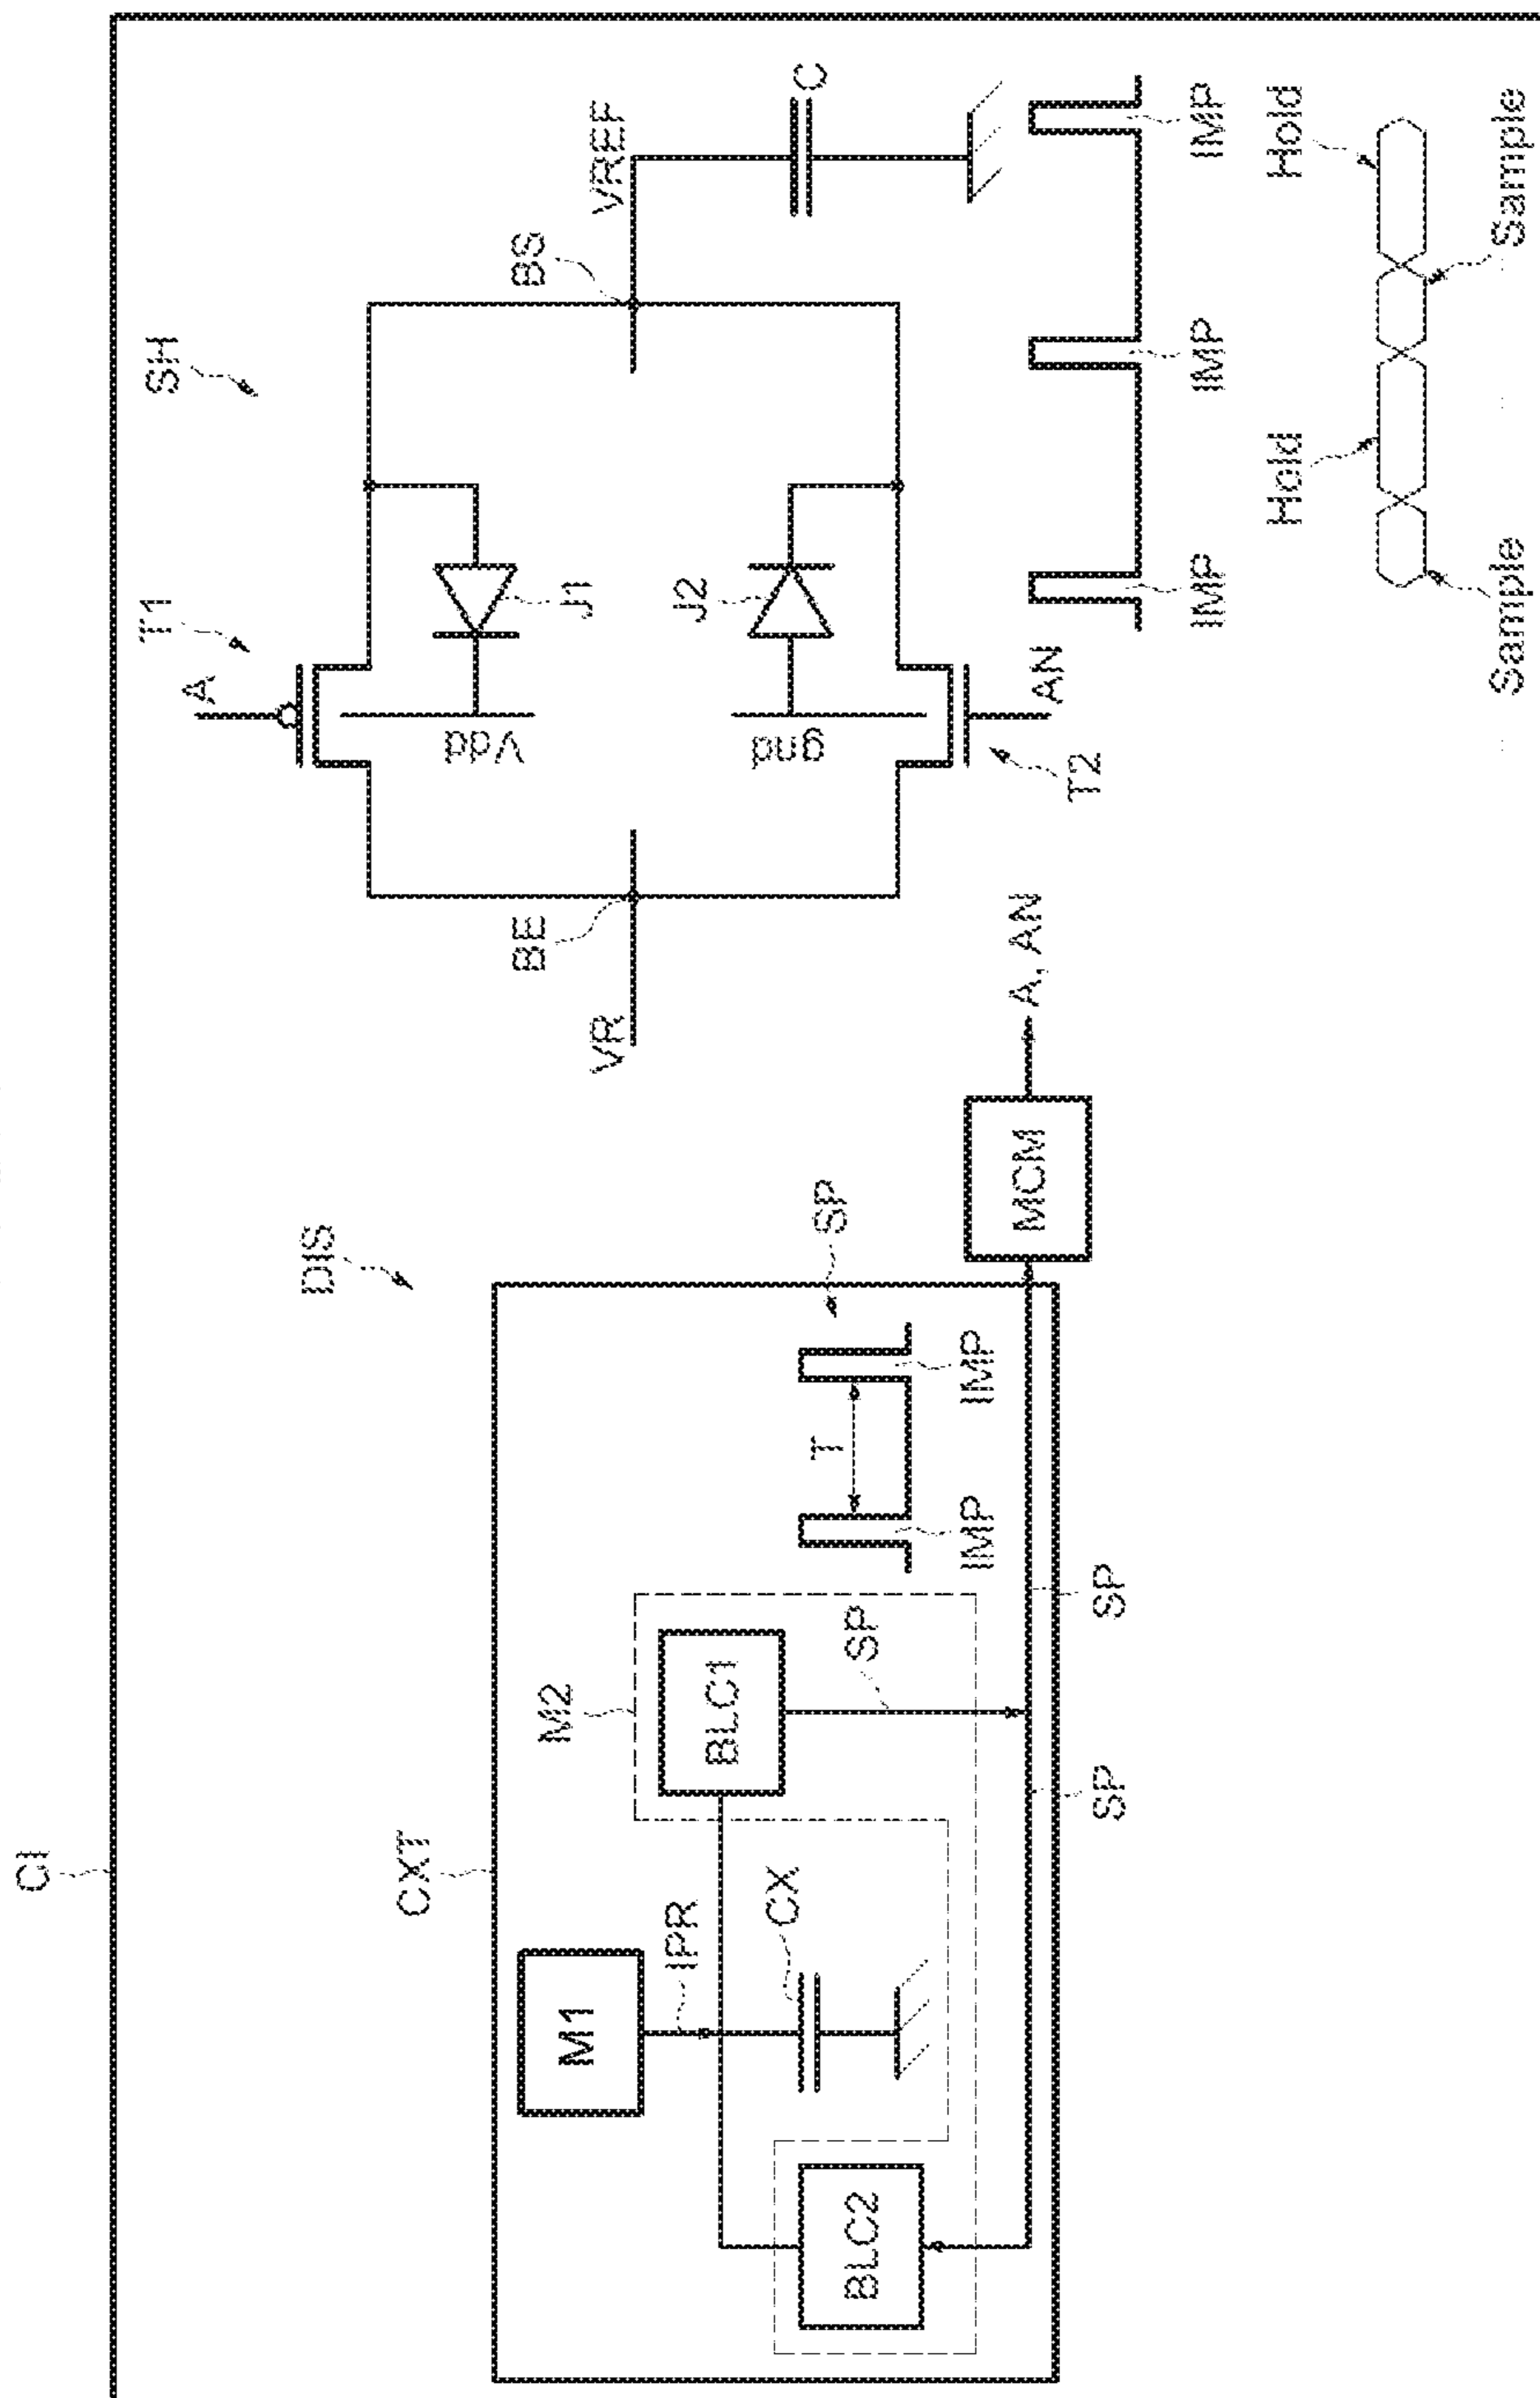 CI
CXT
DIS
M1
IPR
CX
M2
BLC1
SP
BLC2
SP
SP
SP
T
IMP
IMP
MCM
A, AN
SH
T1
A
Vdd
J1
J2
gnd
AN
T2
VR
BE
BS
VREF
C
IMP
IMP
IMP
Hold
Hold
Sample
Sample